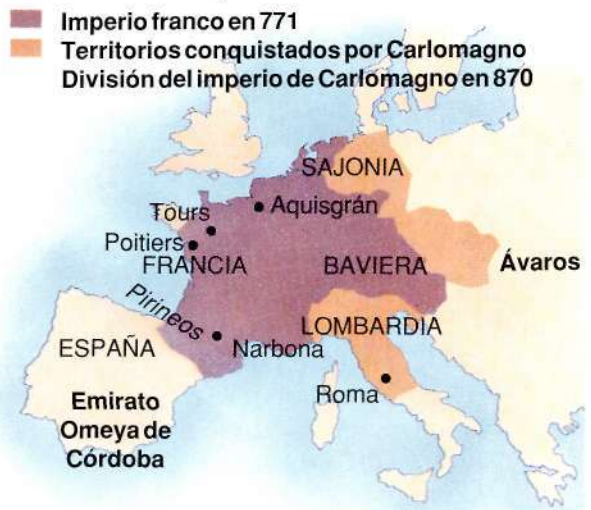 Imperio franco en 771
Territorios conquistados por Carlomagno
División del imperio de Carlomagno en 870
SAJONIA
Tours
Aquisgrán
Poitiers
FRANCIA
BAVIERA
Ávaros
Pirineos
LOMBARDIA
ESPAÑA
Narbona
Roma
Emirato
Omeya de
Córdoba